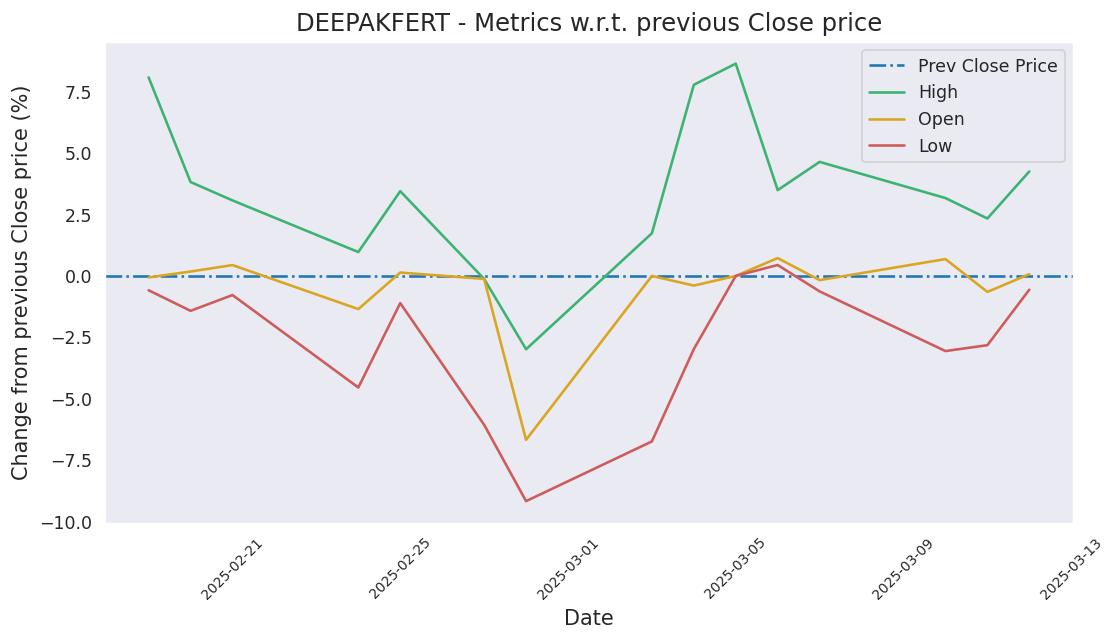 DEEPAKFERT - Metrics w.r.t. previous Close price
Prev Close Price
High
Open
Low
Change from previous Close price (%)
7.5
5.0
2.5
0.0
−2.5
−5.0
−7.5
−10.0
2025-02-21
2025-02-25
2025-03-01
2025-03-05
2025-03-09
2025-03-13
Date